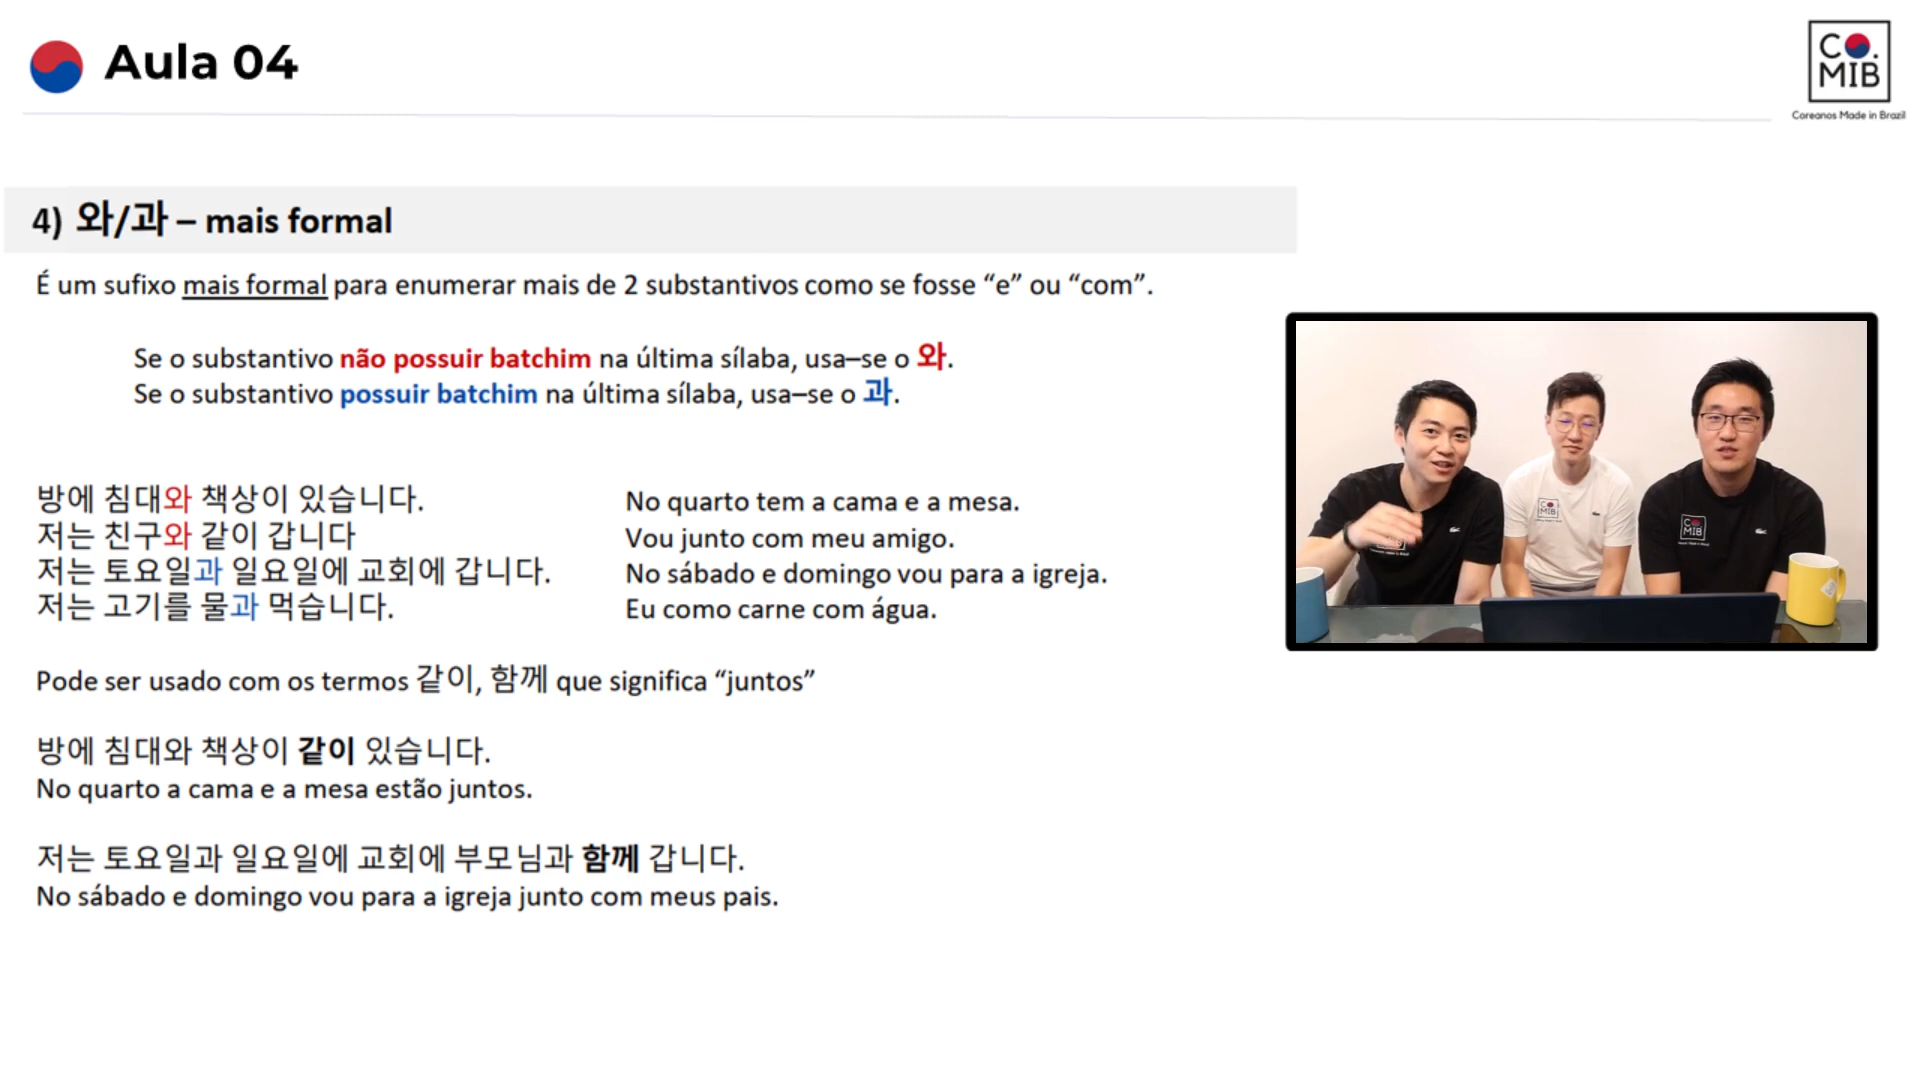 Aula 04
CO.
MIB
Coreanos Made in Brazil
4) 와/과 – mais formal
É um sufixo mais formal para enumerar mais de 2 substantivos como se fosse “e” ou “com”.
Se o substantivo não possuir batchim na última sílaba, usa–se o 와.
Se o substantivo possuir batchim na última sílaba, usa–se o 과.
방에 침대와 책상이 있습니다. No quarto tem a cama e a mesa.
저는 친구와 같이 갑니다 Vou junto com meu amigo.
저는 토요일과 일요일에 교회에 갑니다. No sábado e domingo vou para a igreja.
저는 고기를 물과 먹습니다. Eu como carne com água.
Pode ser usado com os termos 같이, 함께 que significa “juntos”
방에 침대와 책상이 같이 있습니다.
No quarto a cama e a mesa estão juntos.
저는 토요일과 일요일에 교회에 부모님과 함께 갑니다.
No sábado e domingo vou para a igreja junto com meus pais.
CO
MIB
CO
MIB